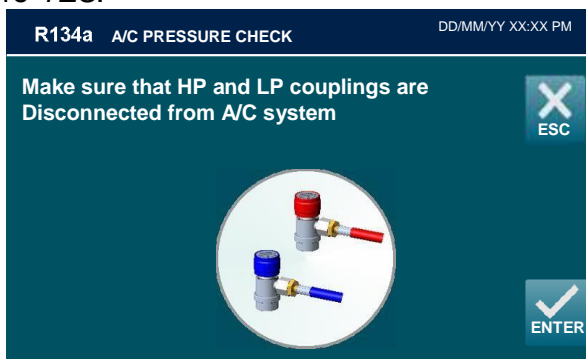 R134a A/C PRESSURE CHECK DD/MM/YY XX:XX PM
Make sure that HP and LP couplings are
Disconnected from A/C system
ESC
ENTER